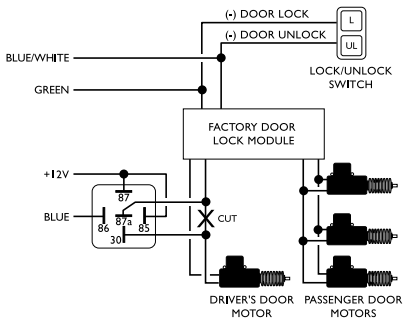 (-) DOOR LOCK
L
(-) DOOR UNLOCK
UL
BLUE/WHITE
LOCK/UNLOCK
SWITCH
GREEN
FACTORY DOOR
LOCK MODULE
+12V
87
BLUE
86
87a
85
CUT
30
DRIVER'S DOOR
MOTOR
PASSENGER DOOR
MOTORS